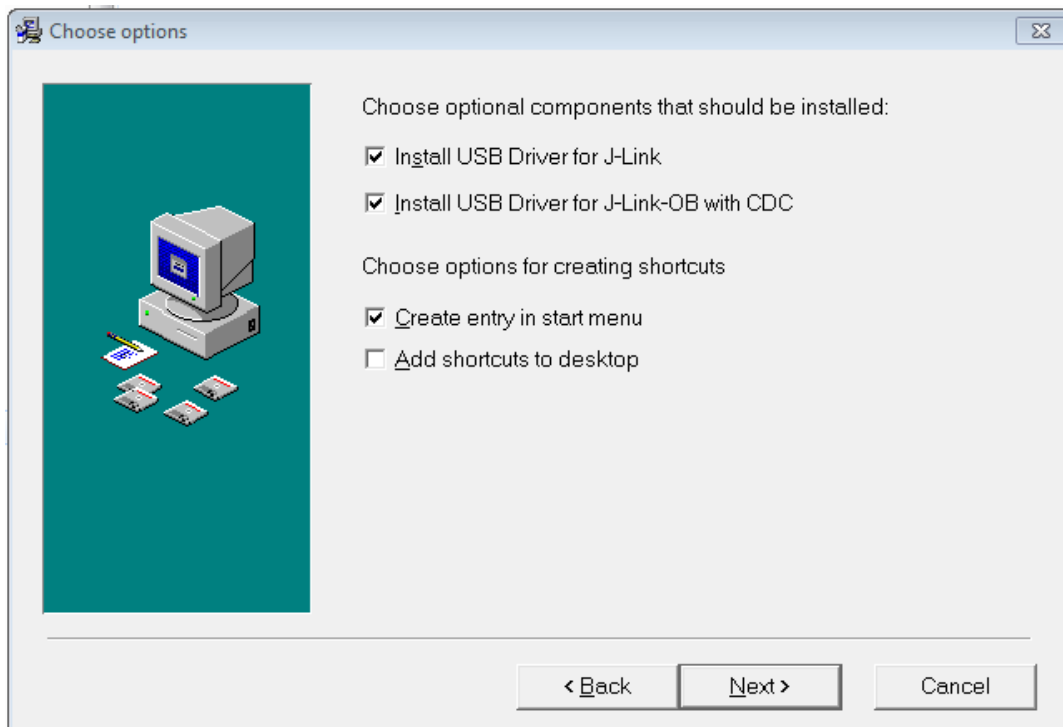 Choose options
Choose optional components that should be installed:
Install USB Driver for J-Link
Install USB Driver for J-Link-OB with CDC
Choose options for creating shortcuts
Create entry in start menu
Add shortcuts to desktop
< Back
Next >
Cancel